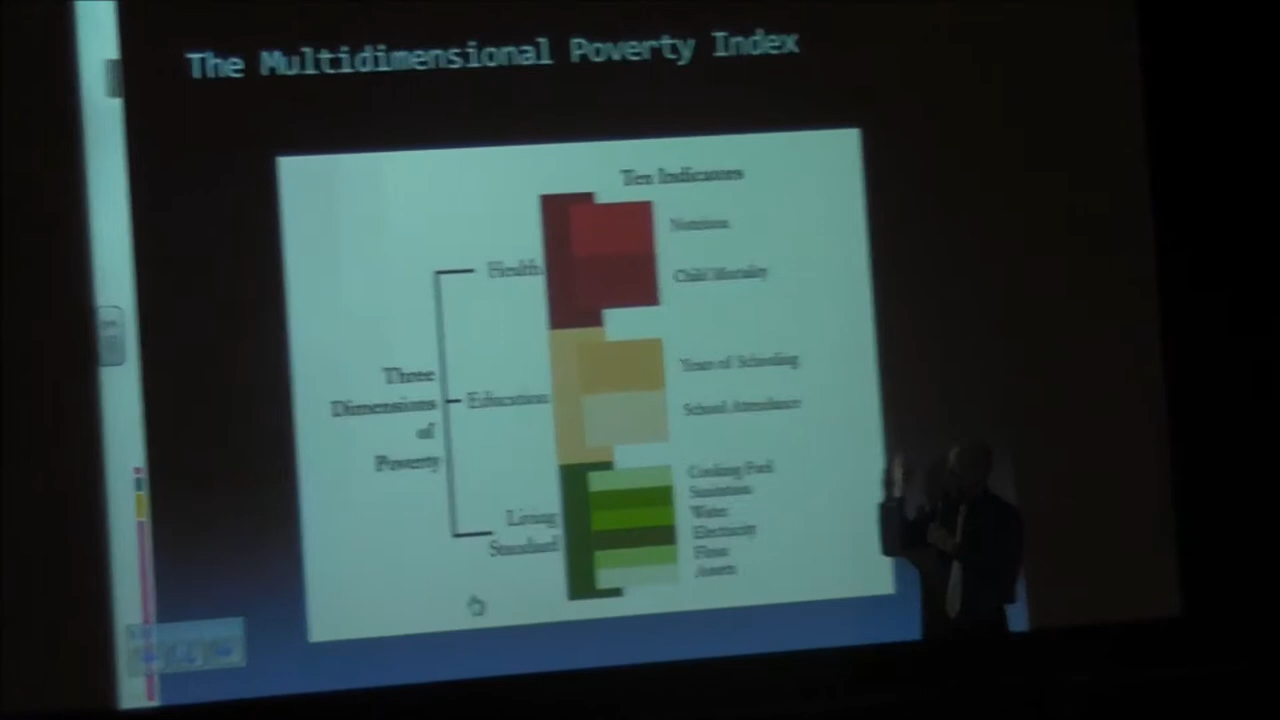 The Multidimensional Poverty Index
Ten Indicators
Nutrition
Health
Child Mortality
Years of Schooling
Three
Dimensions
of
Poverty
Education
School Attendance
Cooking Fuel
Sanitation
Water
Electricity
Floor
Assets
Living
Standard